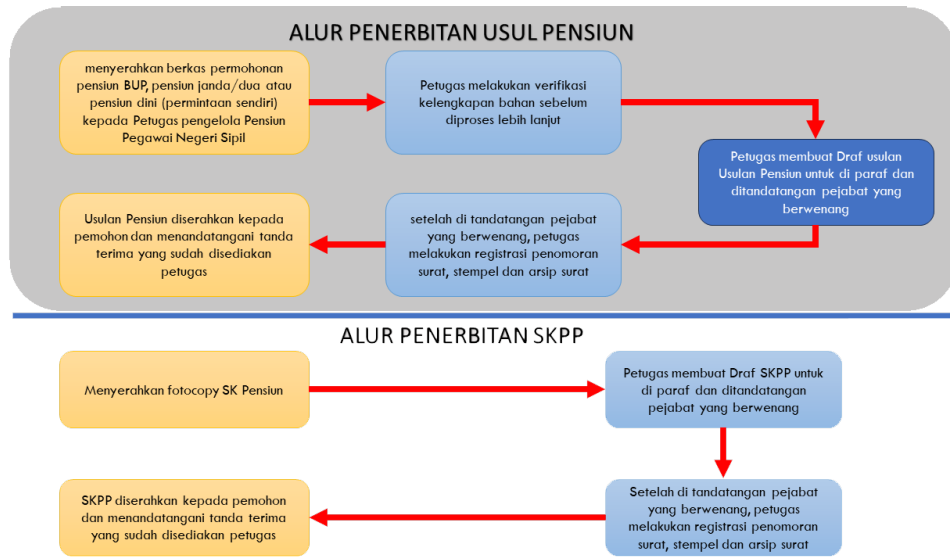 ALUR PENERBITAN USUL PENSIUN
menyerahkan berkas permohonan
pensiun BUP, pensiun janda/dua atau
pensiun dini (permintaan sendiri)
kepada Petugas pengelola Pensiun
Pegawai Negeri Sipil
Petugas melakukan verifikasi
kelengkapan bahan sebelum
diproses lebih lanjut
Petugas membuat Draf usulan
Usulan Pensiun untuk di paraf dan
ditandatangan pejabat yang
berwenang
setelah di tandatangan pejabat
yang berwenang, petugas
melakukan registrasi penomoran
surat, stempel dan arsip surat
Usulan Pensiun diserahkan kepada
pemohon dan menandatangani tanda
terima yang sudah disediakan
petugas
ALUR PENERBITAN SKPP
Menyerahkan fotocopy SK Pensiun
Petugas membuat Draf SKPP untuk
di paraf dan ditandatangan
pejabat yang berwenang
Setelah di tandatangan pejabat
yang berwenang, petugas
melakukan registrasi penomoran
surat, stempel dan arsip surat
SKPP diserahkan kepada pemohon
dan menandatangani tanda terima
yang sudah disediakan petugas